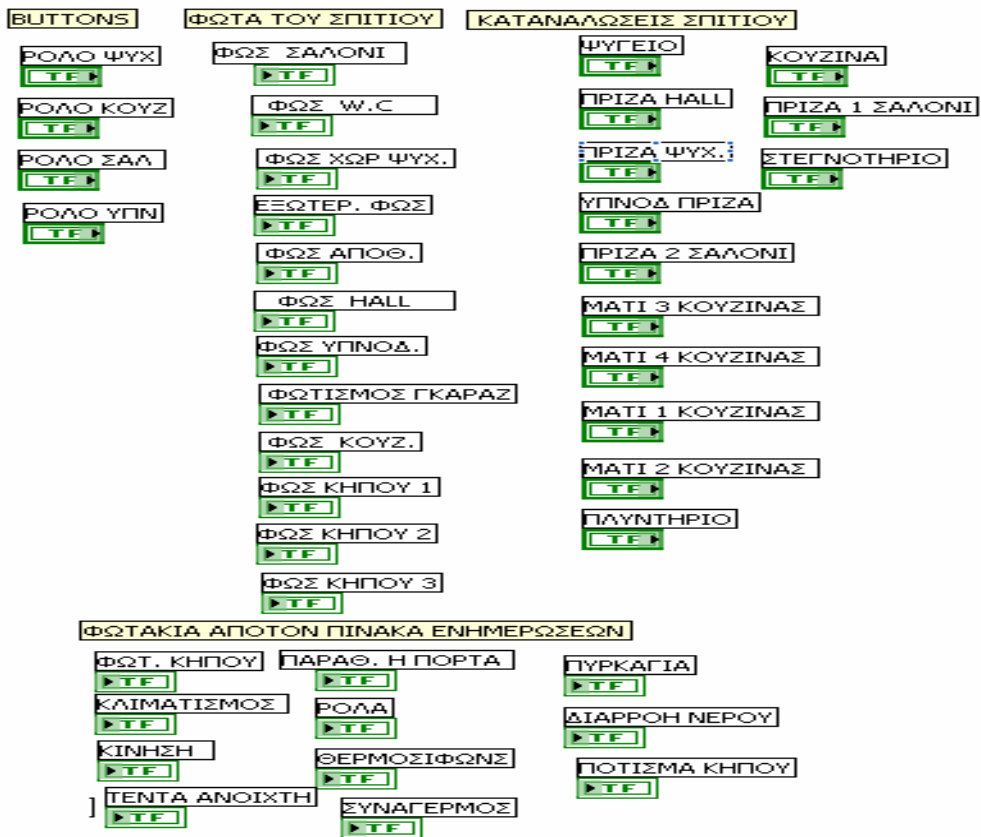 BUTTONS
ΡΟΛΟ ΨΥΧ
TF
ΡΟΛΟ ΚΟΥΖ
TF
ΡΟΛΟ ΣΑΛ
TF
ΡΟΛΟ ΥΠΝ
TF
ΦΩΤΑ ΤΟΥ ΣΠΙΤΙΟΥ
ΦΩΣ ΣΑΛΟΝΙ
TF
ΦΩΣ W.C
TF
ΦΩΣ ΧΩΡ ΨΥΧ.
TF
ΕΞΩΤΕΡ. ΦΩΣ
TF
ΦΩΣ ΑΠΟΘ.
TF
ΦΩΣ HALL
TF
ΦΩΣ ΥΠΝΟΔ.
TF
ΦΩΤΙΣΜΟΣ ΓΚΑΡΑΖ
TF
ΦΩΣ ΚΟΥΖ.
TF
ΦΩΣ ΚΗΠΟΥ 1
TF
ΦΩΣ ΚΗΠΟΥ 2
TF
ΦΩΣ ΚΗΠΟΥ 3
TF
ΚΑΤΑΝΑΛΩΣΕΙΣ ΣΠΙΤΙΟΥ
ΨΥΓΕΙΟ
TF
ΠΡΙΖΑ HALL
TF
ΠΡΙΖΑ ΨΥΧ.
TF
ΥΠΝΟΔ ΠΡΙΖΑ
TF
ΠΡΙΖΑ 2 ΣΑΛΟΝΙ
TF
ΜΑΤΙ 3 ΚΟΥΖΙΝΑΣ
TF
ΜΑΤΙ 4 ΚΟΥΖΙΝΑΣ
TF
ΜΑΤΙ 1 ΚΟΥΖΙΝΑΣ
TF
ΜΑΤΙ 2 ΚΟΥΖΙΝΑΣ
TF
ΠΛΥΝΤΗΡΙΟ
TF
ΚΟΥΖΙΝΑ
TF
ΠΡΙΖΑ 1 ΣΑΛΟΝΙ
TF
ΣΤΕΓΝΟΤΗΡΙΟ
TF
ΦΩΤΑΚΙΑ ΑΠΟΤΟΝ ΠΙΝΑΚΑ ΕΝΗΜΕΡΩΣΕΩΝ
ΦΩΤ. ΚΗΠΟΥ
TF
ΚΛΙΜΑΤΙΣΜΟΣ
TF
ΚΙΝΗΣΗ
TF
] ΤΕΝΤΑ ΑΝΟΙΧΤΗ
TF
ΠΑΡΑΘ. Η ΠΟΡΤΑ
TF
ΡΟΛΑ
TF
ΘΕΡΜΟΣΙΦΩΝΣ
TF
ΣΥΝΑΓΕΡΜΟΣ
TF
ΠΥΡΚΑΓΙΑ
TF
ΔΙΑΡΡΟΗ ΝΕΡΟΥ
TF
ΠΟΤΙΣΜΑ ΚΗΠΟΥ
TF